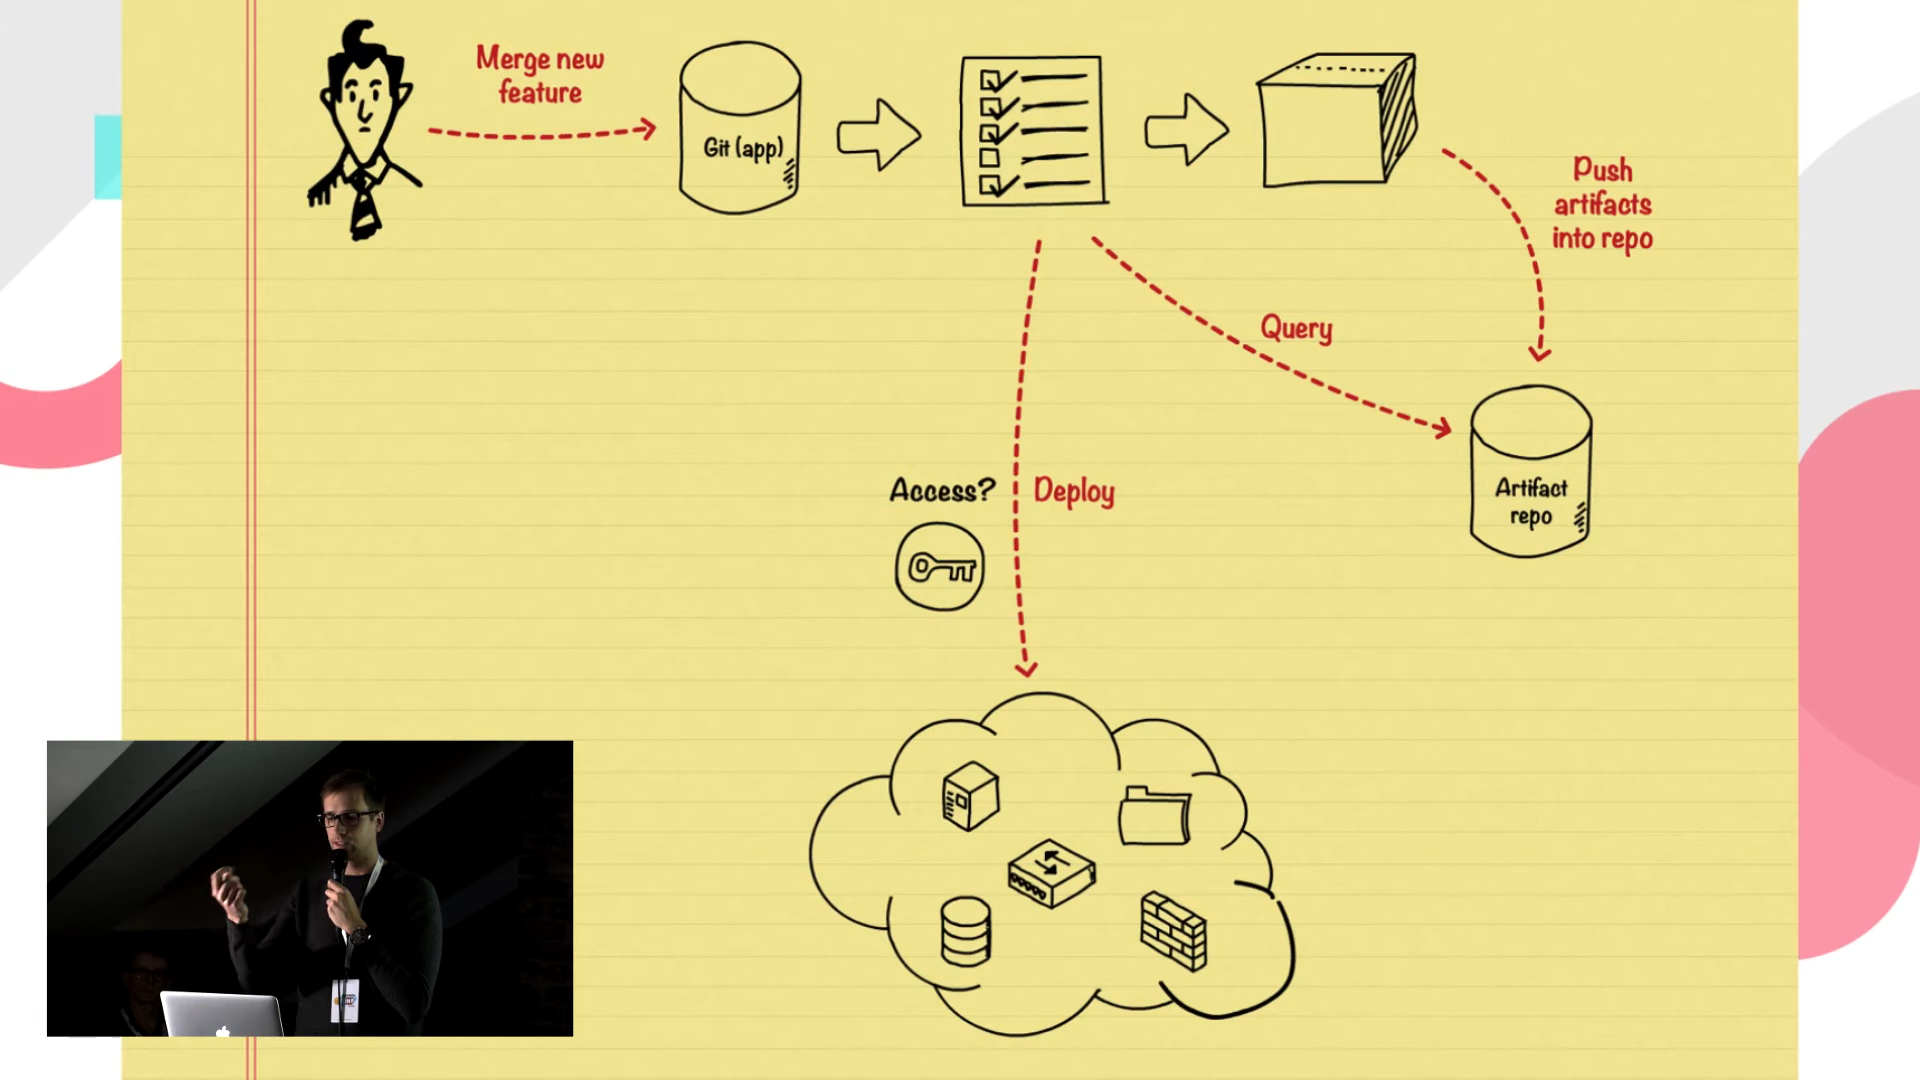 Merge new
feature
Git (app)
Push
artifacts
into repo
Query
Access?
Deploy
Artifact
repo